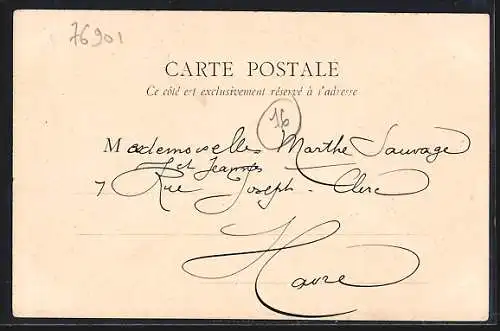 76901
CARTE POSTALE
Ce côté est exclusivement réservé à l'adresse
16
Mademoiselles Marthe Sauvage
et Jeanne
7 Rue Joseph-Clerc
Havre